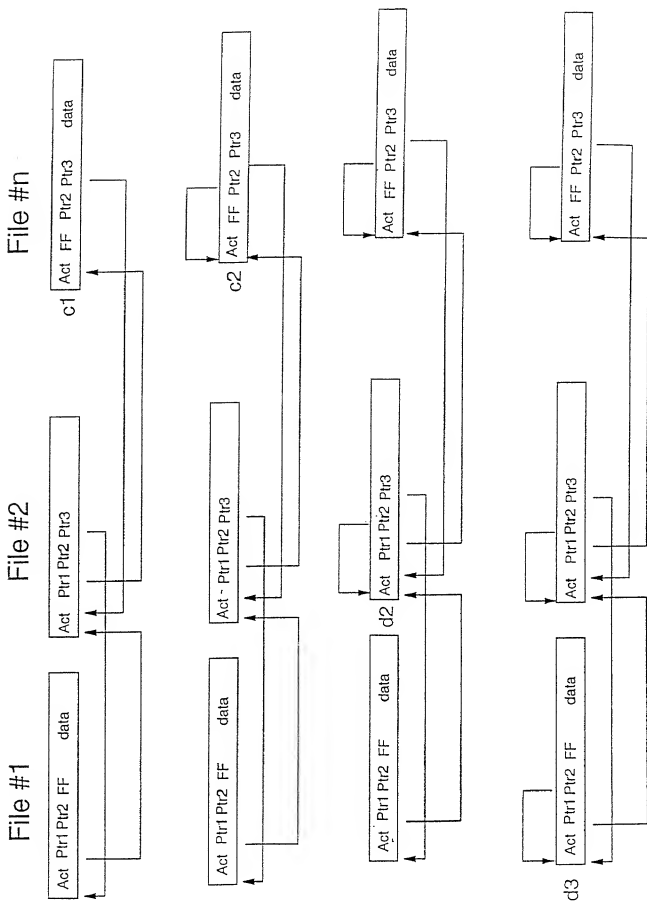 File #1
File #2
File #n
Act Ptr1 Ptr2 FF data
Act Ptr1 Ptr2 Ptr3
c1
Act FF Ptr2 Ptr3 data
Act Ptr1 Ptr2 FF data
Act - Ptr1 Ptr2 Ptr3
c2
Act FF Ptr2 Ptr3 data
Act Ptr1 Ptr2 FF data
d2
Act Ptr1 Ptr2 Ptr3
Act FF Ptr2 Ptr3 data
d3
Act Ptr1 Ptr2 FF data
Act Ptr1 Ptr2 Ptr3
Act FF Ptr2 Ptr3 data